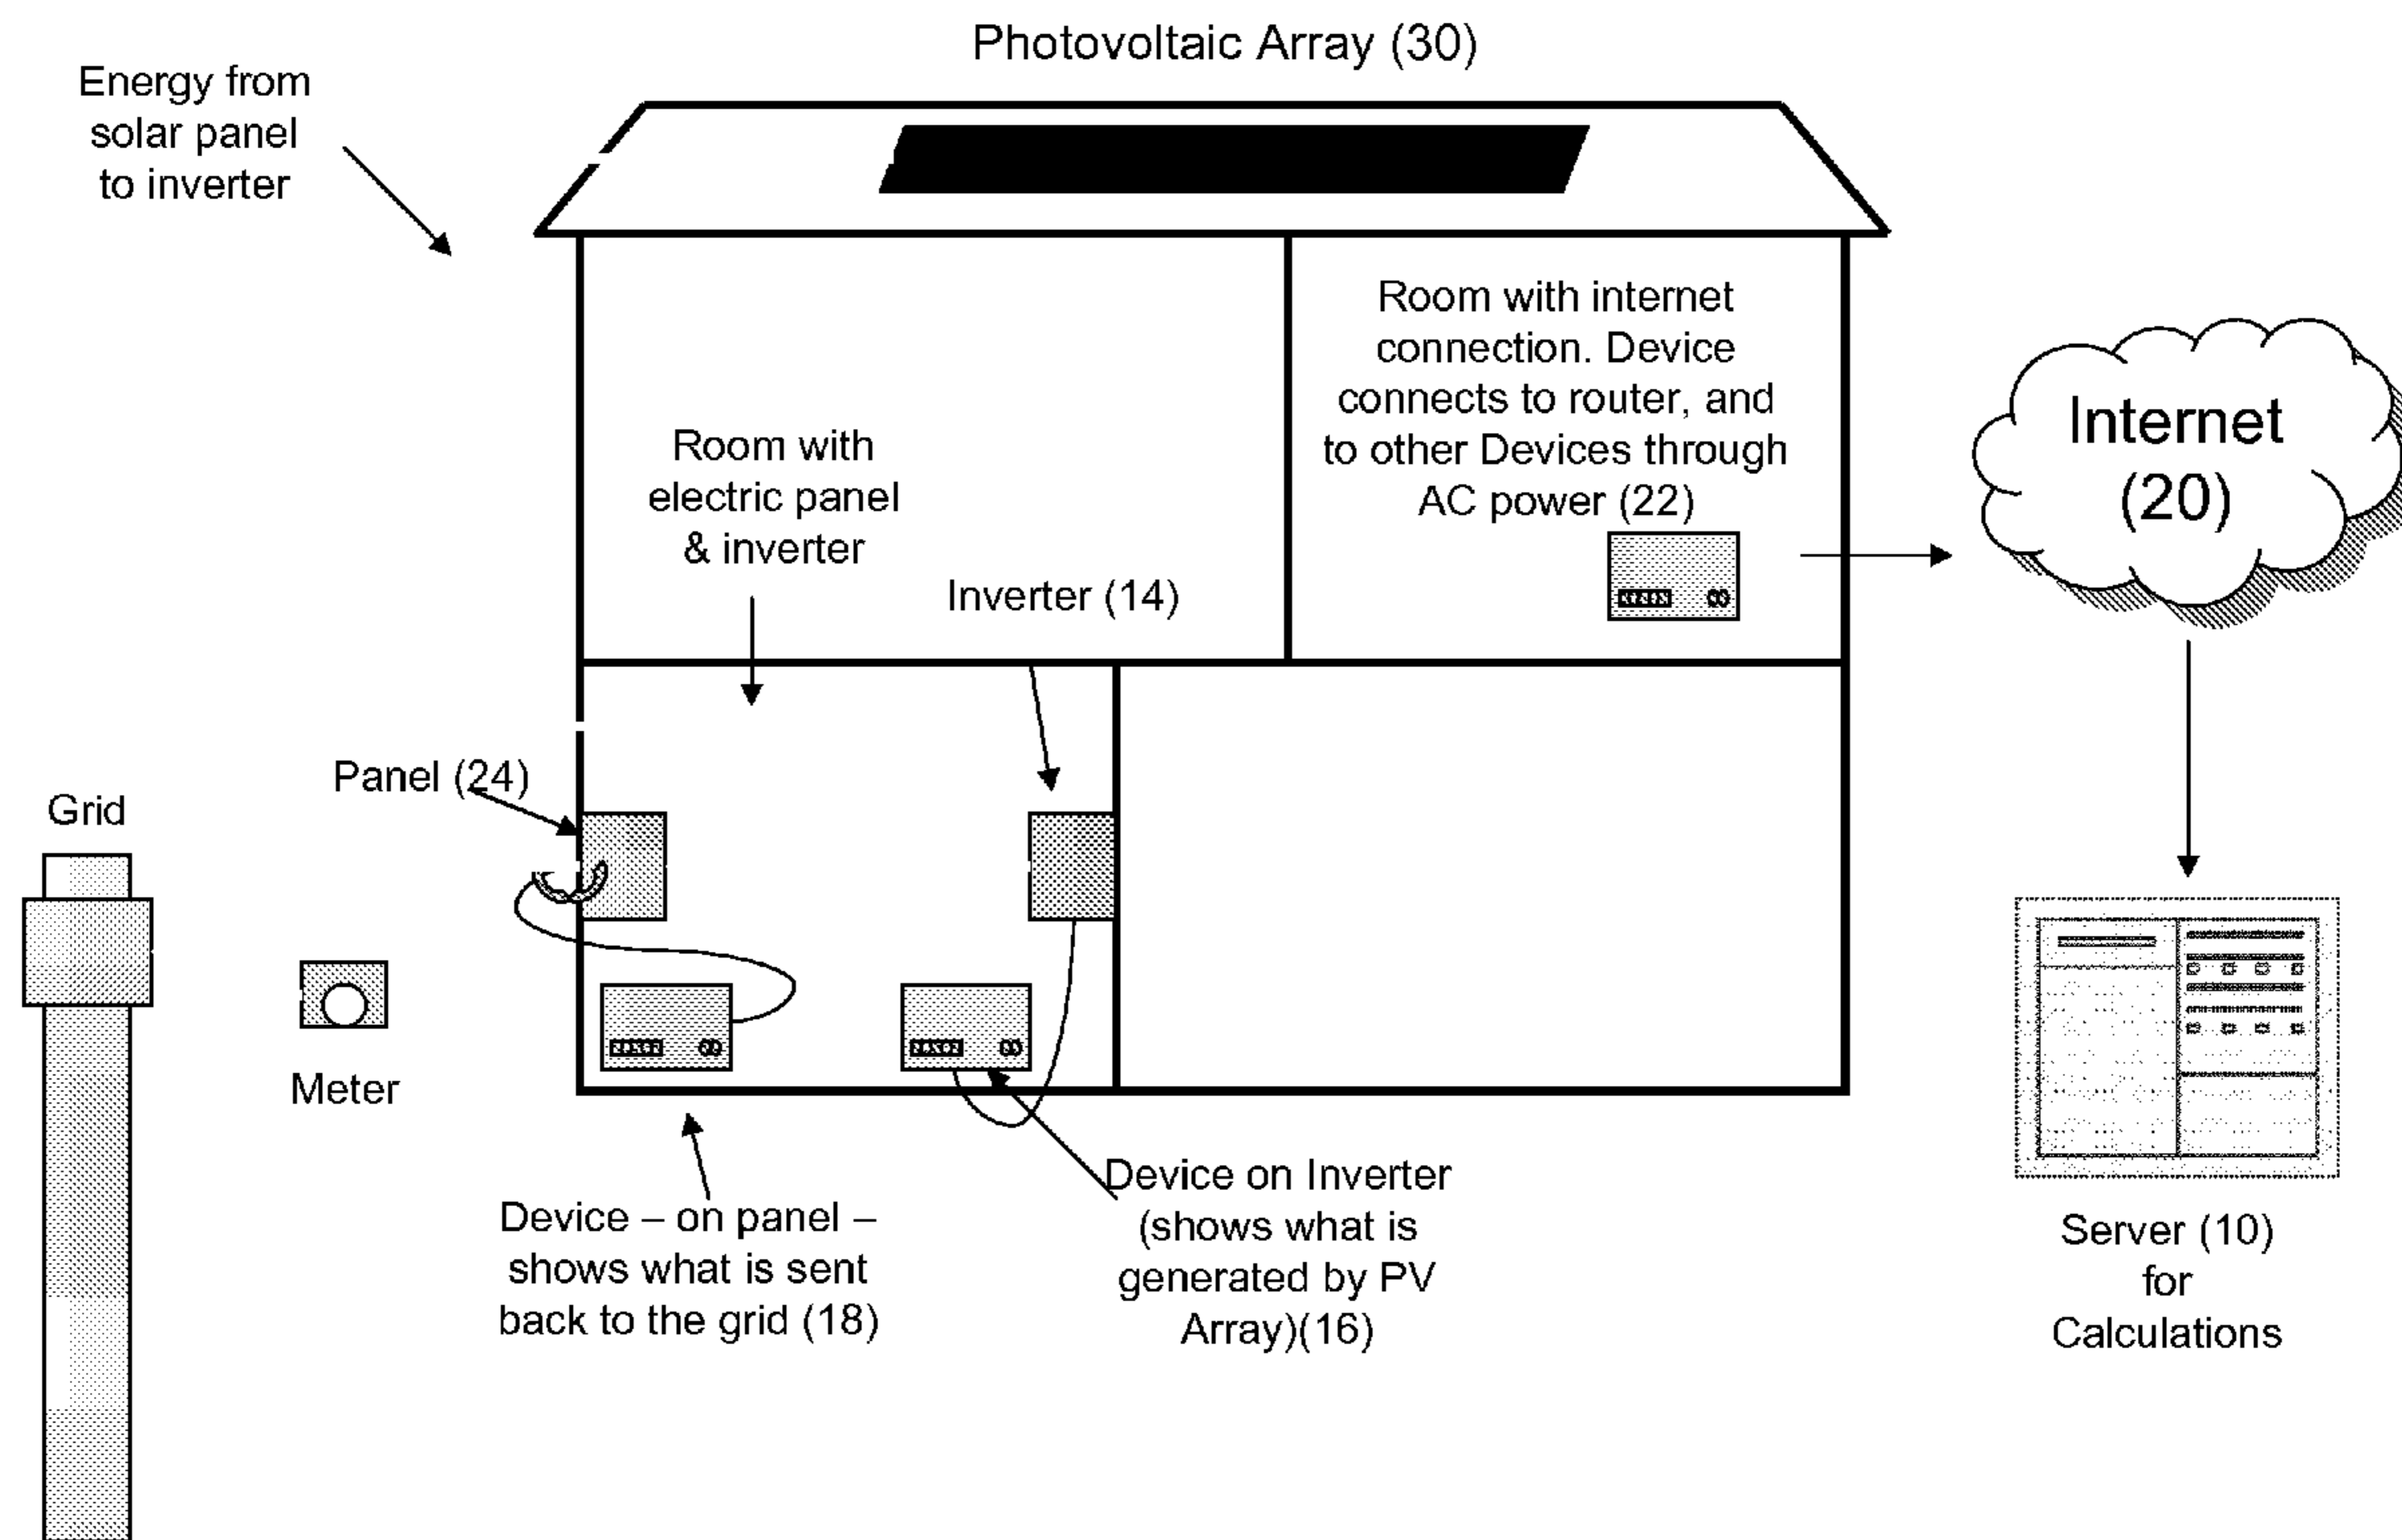 Photovoltaic Array (30)
Energy from
solar panel
to inverter
Room with internet
connection. Device
connects to router, and
to other Devices through
AC power (22)
Internet
(20)
Room with
electric panel
& inverter
Inverter (14)
Panel (24)
Grid
Meter
Device – on panel –
shows what is sent
back to the grid (18)
Device on Inverter
(shows what is
generated by PV
Array)(16)
Server (10)
for
Calculations